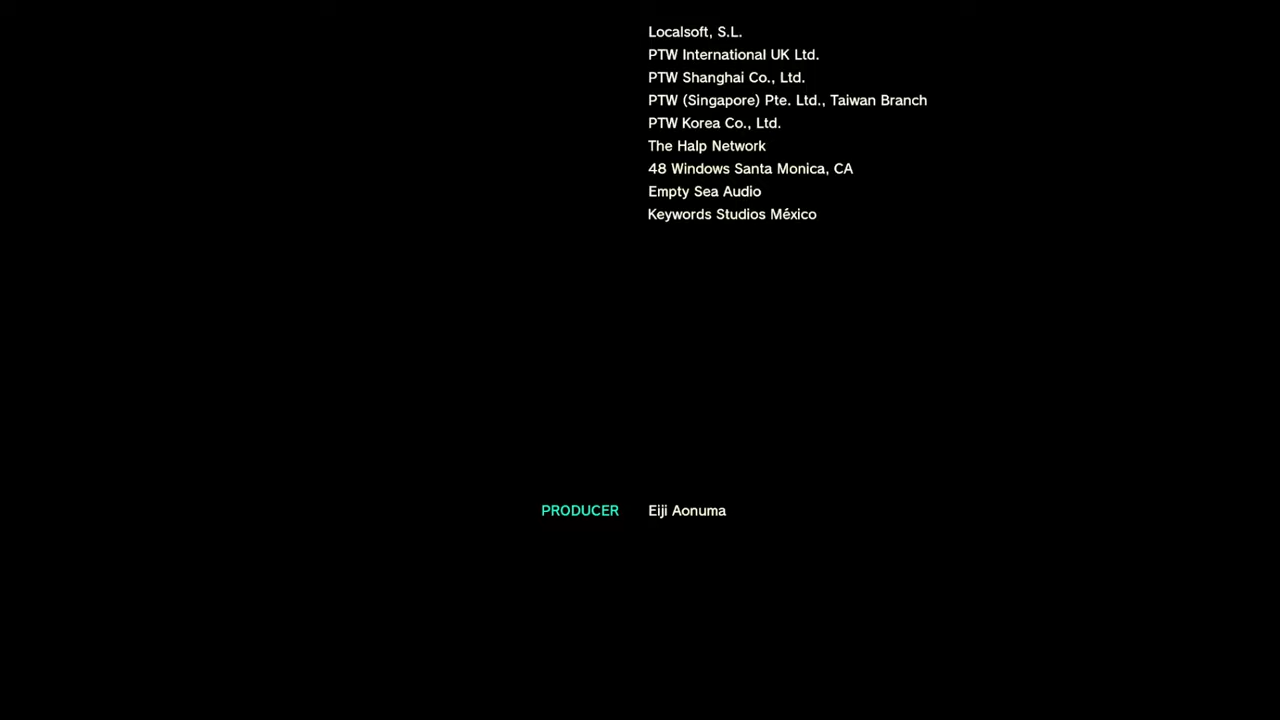 Localsoft, S.L.
PTW International UK Ltd.
PTW Shanghai Co., Ltd.
PTW (Singapore) Pte. Ltd., Taiwan Branch
PTW Korea Co., Ltd.
The Halp Network
48 Windows Santa Monica, CA
Empty Sea Audio
Keywords Studios México
PRODUCER Eiji Aonuma